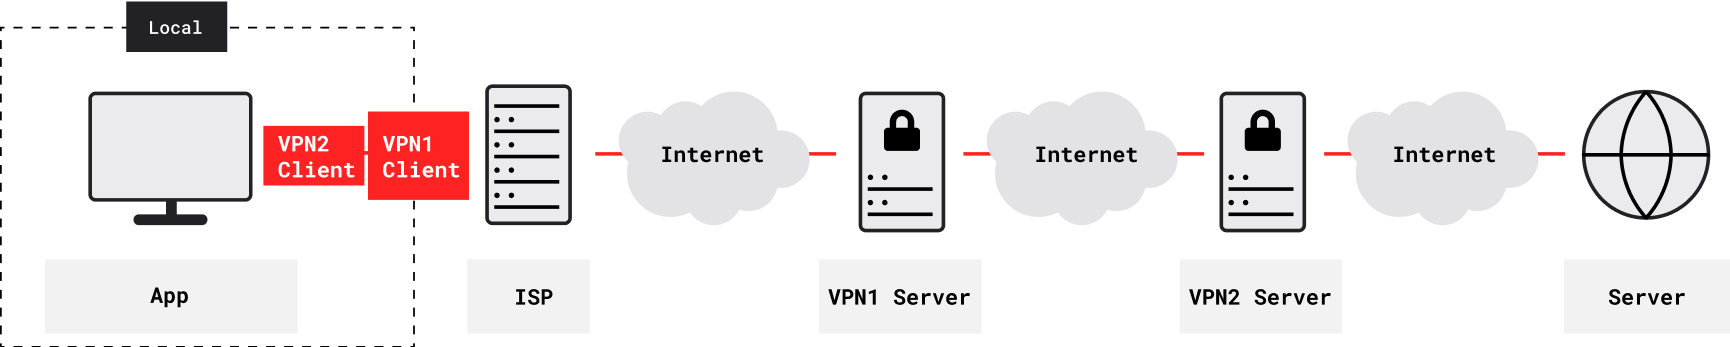 Local
VPN2
Client
VPN1
Client
Internet
Internet
Internet
App
ISP
VPN1 Server
VPN2 Server
Server